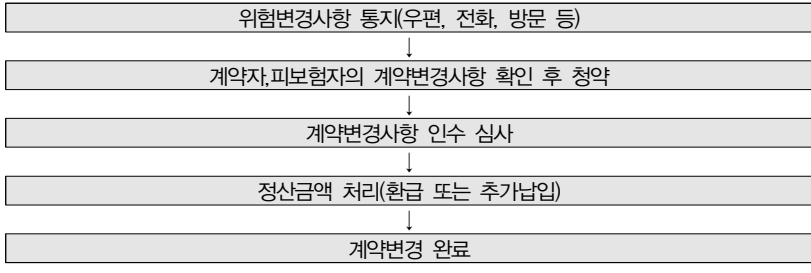 위험변경사항 통지(우편, 전화, 방문 등)
↓
계약자,피보험자의 계약변경사항 확인 후 청약
↓
계약변경사항 인수 심사
↓
정산금액 처리(환급 또는 추가납입)
↓
계약변경 완료